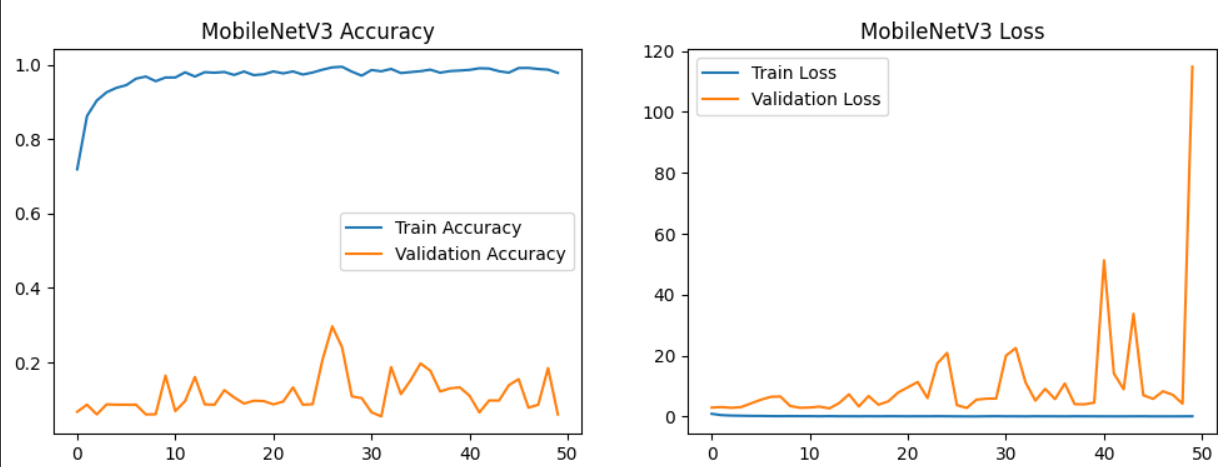 MobileNetV3 Accuracy
1.0
0.8
0.6
0.4
0.2
Train Accuracy
Validation Accuracy
0 10 20 30 40 50
MobileNetV3 Loss
120
100
80
60
40
20
0
Train Loss
Validation Loss
0 10 20 30 40 50